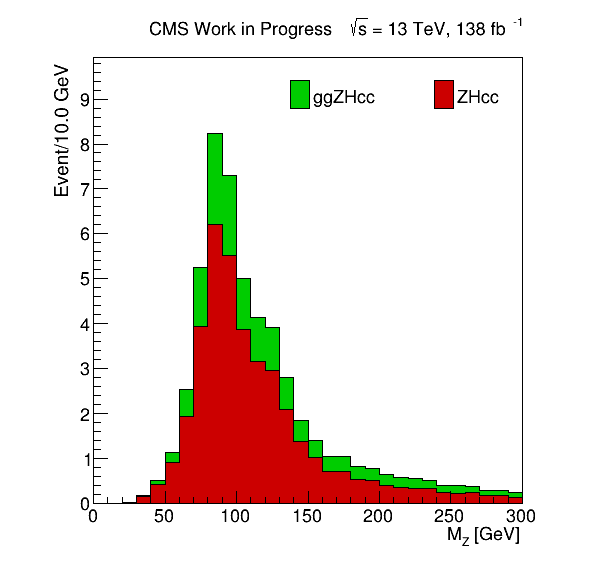 CMS Work in Progress √s = 13 TeV, 138 fb⁻¹
Event/10.0 GeV
ggZHcc ZHcc
9
8
7
6
5
4
3
2
1
0
0 50 100 150 200 250 300
M_Z [GeV]